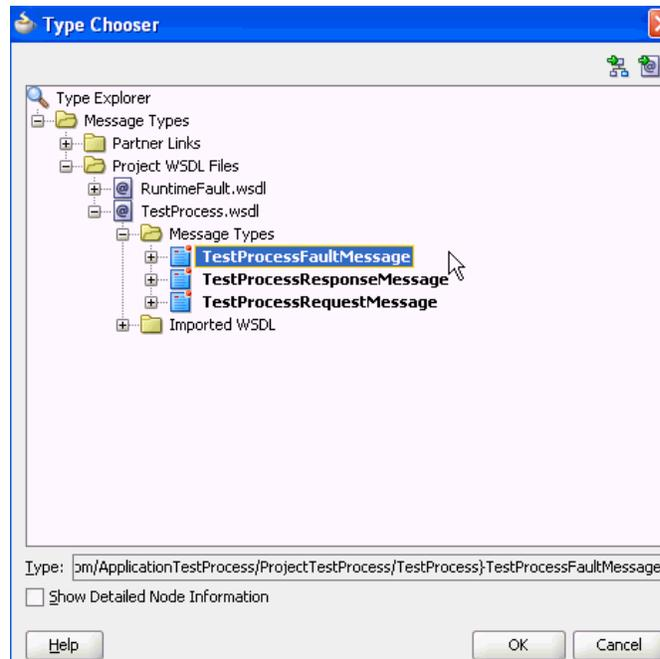 Type Chooser
Type Explorer
Message Types
Partner Links
Project WSDL Files
RuntimeFault.wsdl
TestProcess.wsdl
Message Types
TestProcessFaultMessage
TestProcessResponseMessage
TestProcessRequestMessage
Imported WSDL
Type: om/ApplicationTestProcess/ProjectTestProcess/TestProcess}TestProcessFaultMessage
Show Detailed Node Information
Help OK Cancel